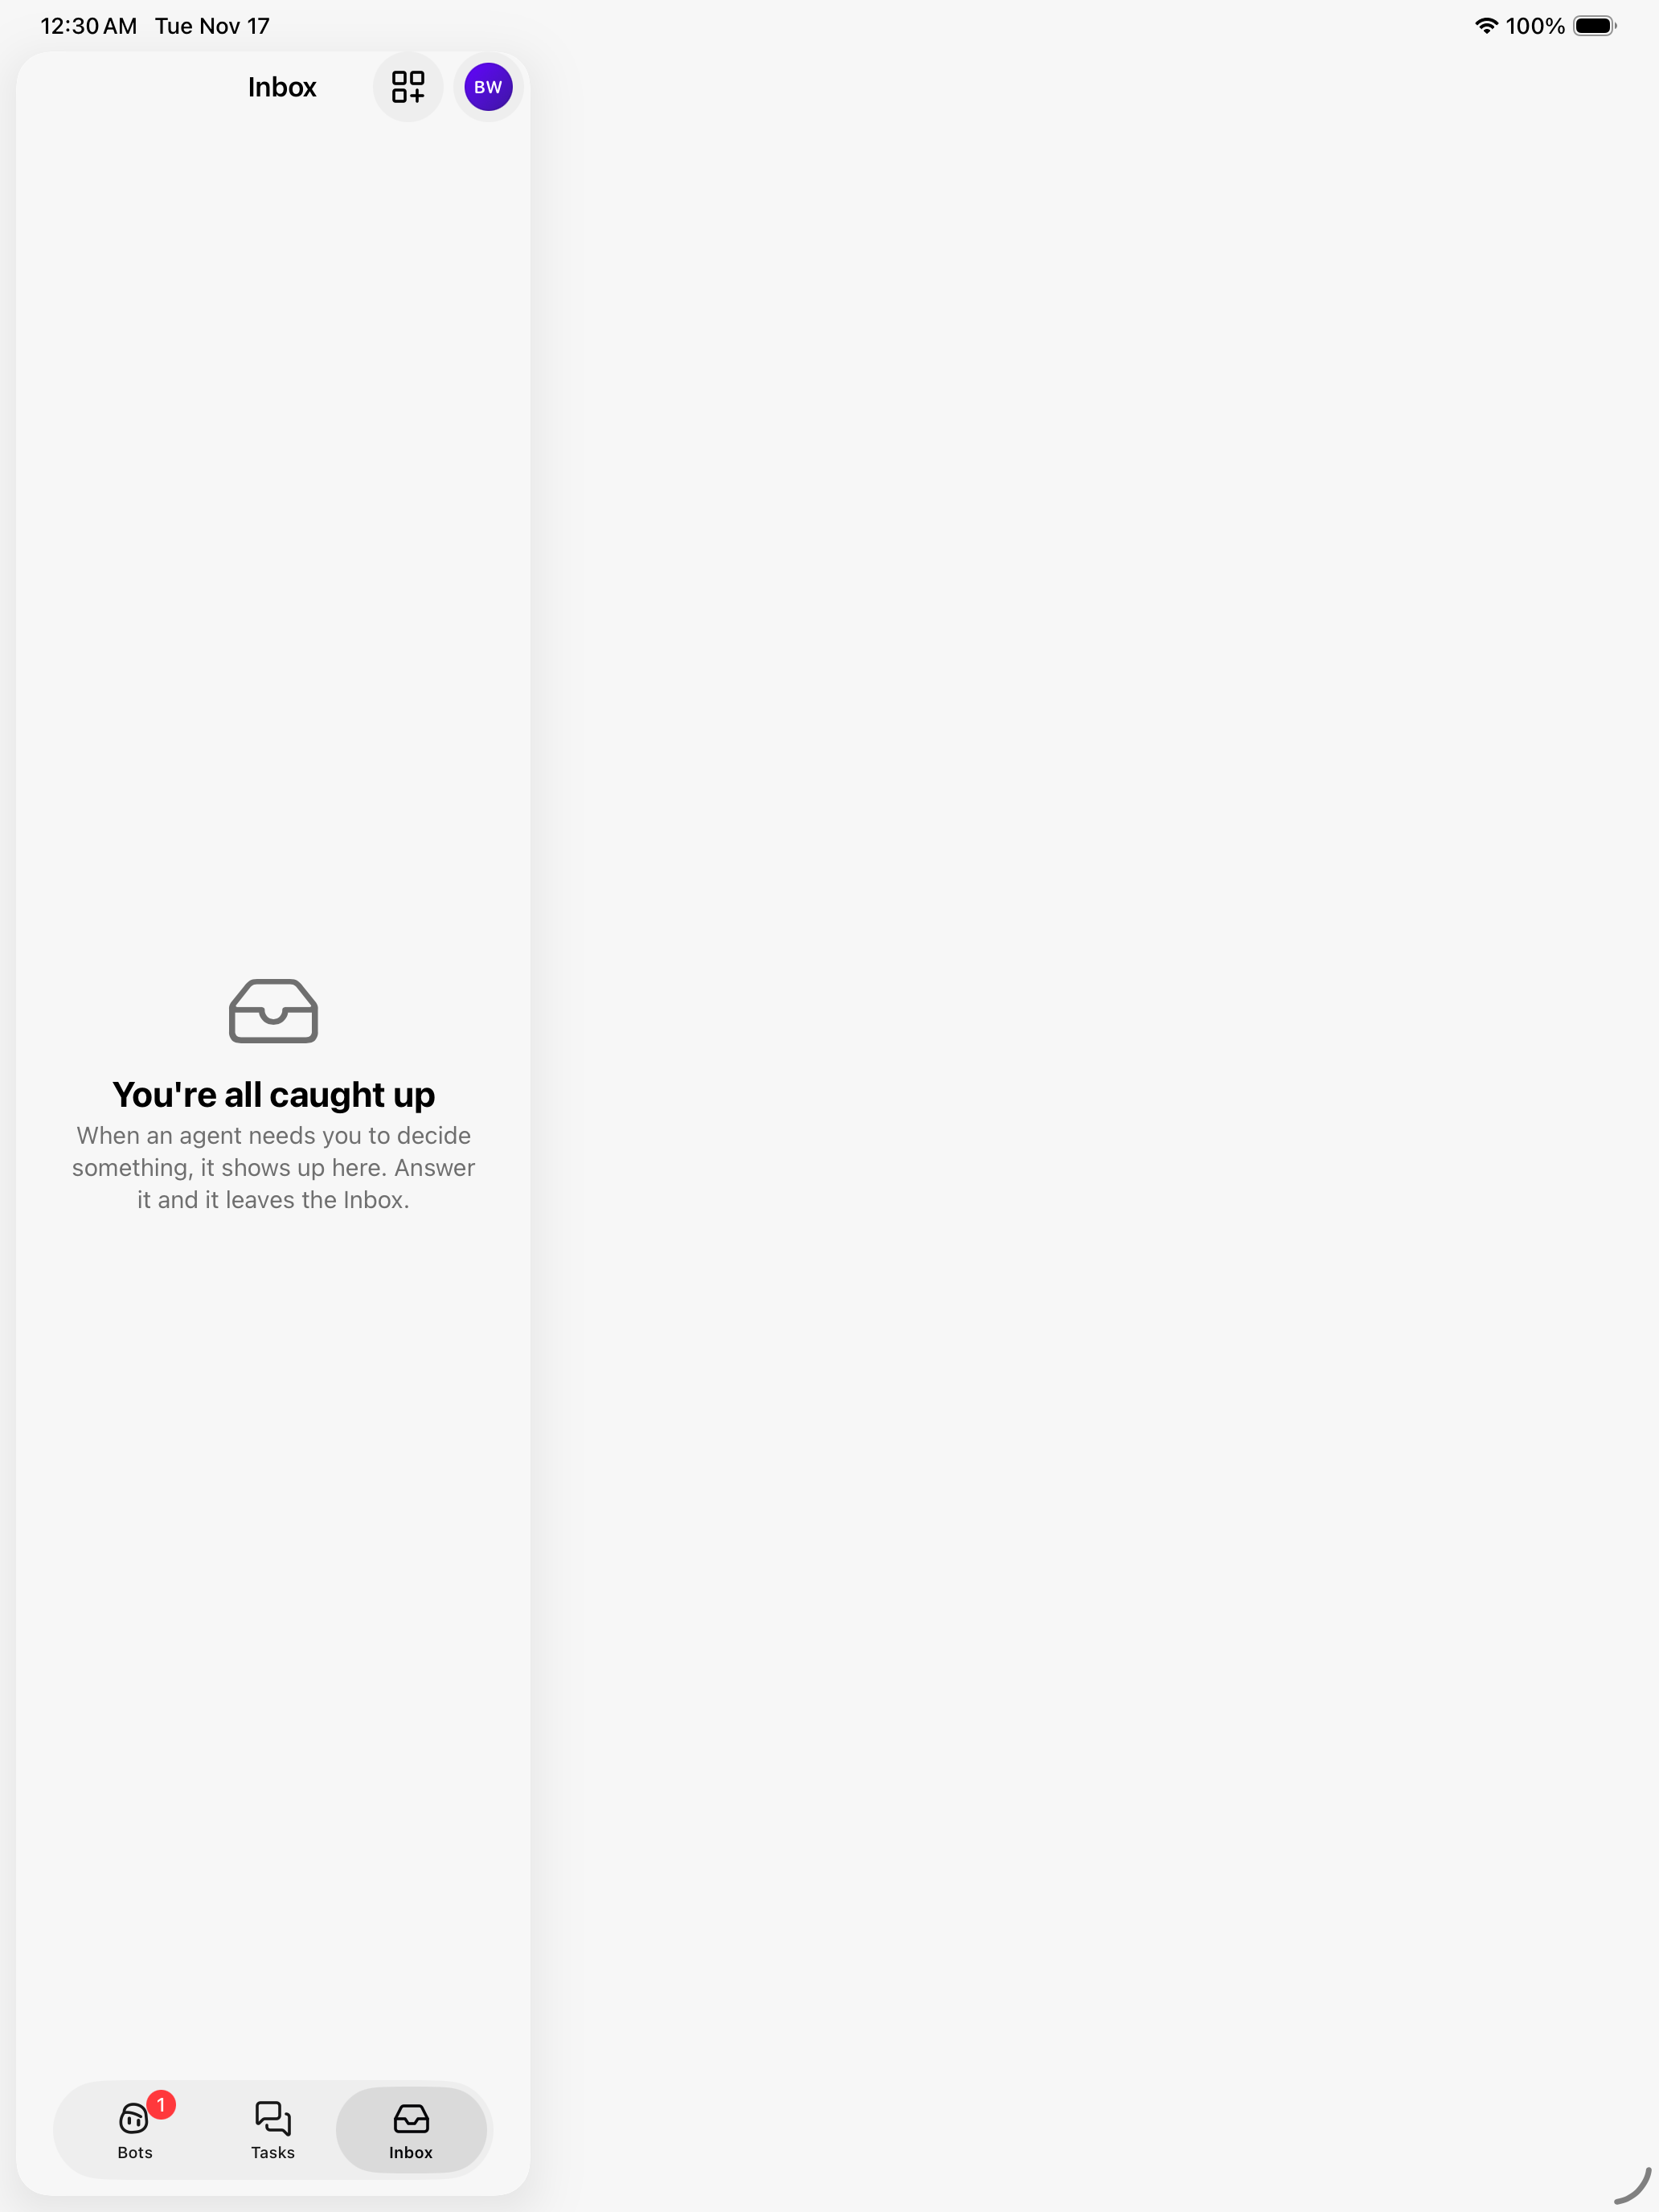 12:30 AM Tue Nov 17
100%
Inbox
BW
You're all caught up
When an agent needs you to decide
something, it shows up here. Answer
it and it leaves the Inbox.
1
Bots
Tasks
Inbox